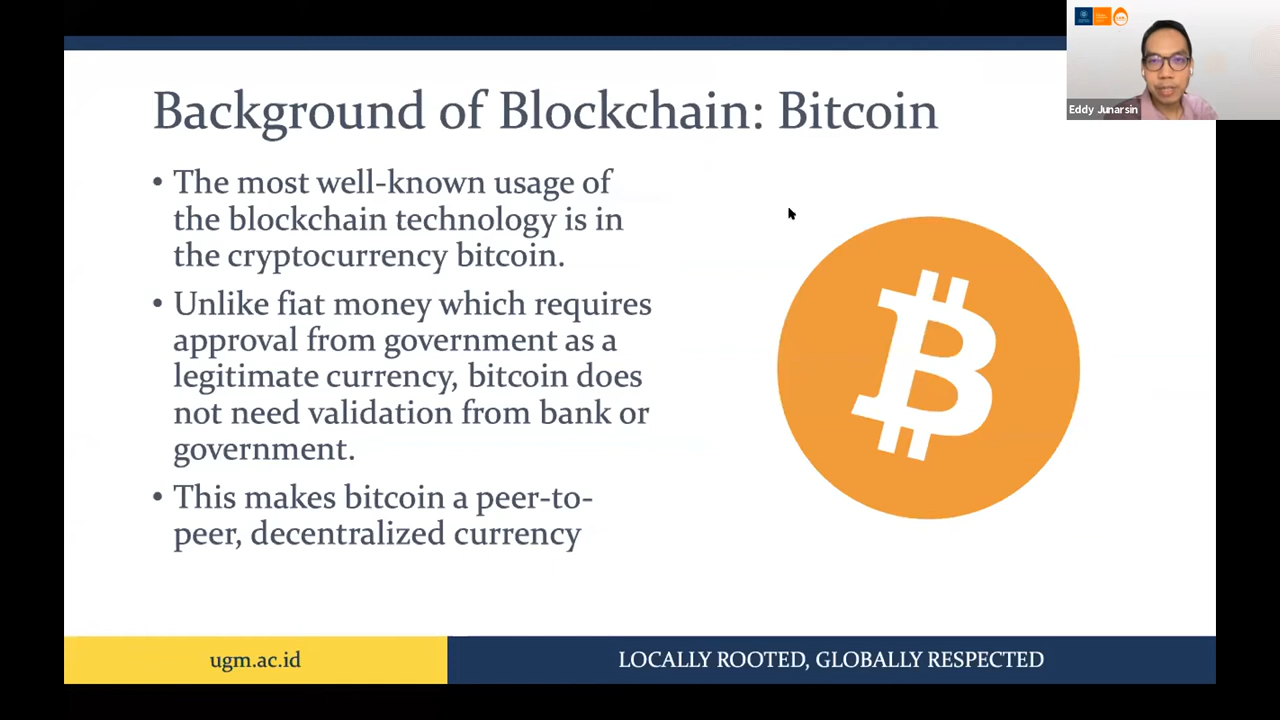 Background of Blockchain: Bitcoin
• The most well-known usage of
the blockchain technology is in
the cryptocurrency bitcoin.
• Unlike fiat money which requires
approval from government as a
legitimate currency, bitcoin does
not need validation from bank or
government.
• This makes bitcoin a peer-to-
peer, decentralized currency
Eddy Junarsin
ugm.ac.id
LOCALLY ROOTED, GLOBALLY RESPECTED